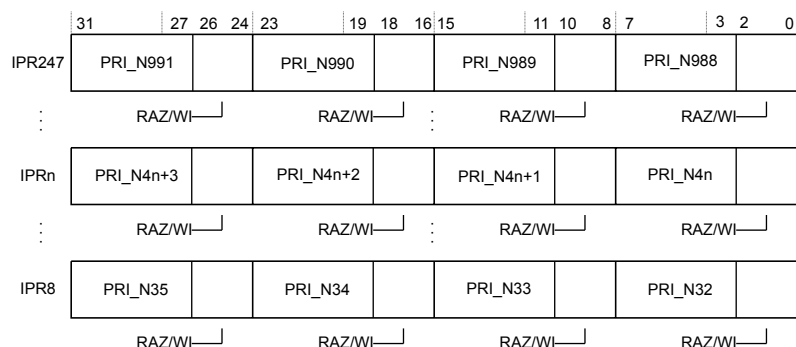 31 27 26 24 23 19 18 16 15 11 10 8 7 3 2 0
IPR247 PRI_N991 PRI_N990 PRI_N989 PRI_N988
RAZ/WI RAZ/WI RAZ/WI RAZ/WI
IPRn PRI_N4n+3 PRI_N4n+2 PRI_N4n+1 PRI_N4n
RAZ/WI RAZ/WI RAZ/WI RAZ/WI
IPR8 PRI_N35 PRI_N34 PRI_N33 PRI_N32
RAZ/WI RAZ/WI RAZ/WI RAZ/WI